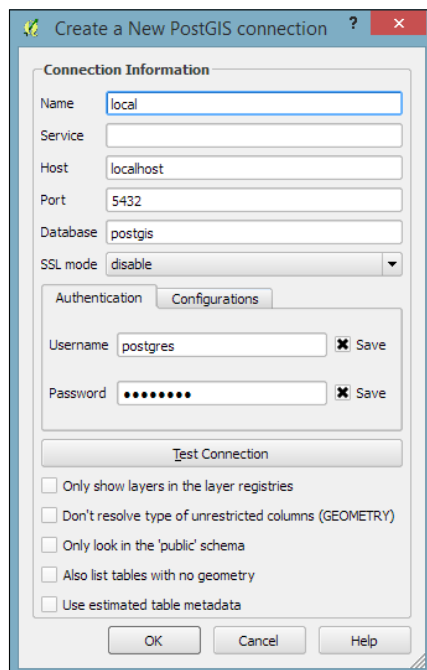 Create a New PostGIS connection ?
Connection Information
Name local
Service
Host localhost
Port 5432
Database postgis
SSL mode disable
Authentication Configurations
Username postgres Save
Password •••••••• Save
Test Connection
Only show layers in the layer registries
Don't resolve type of unrestricted columns (GEOMETRY)
Only look in the 'public' schema
Also list tables with no geometry
Use estimated table metadata
OK Cancel Help